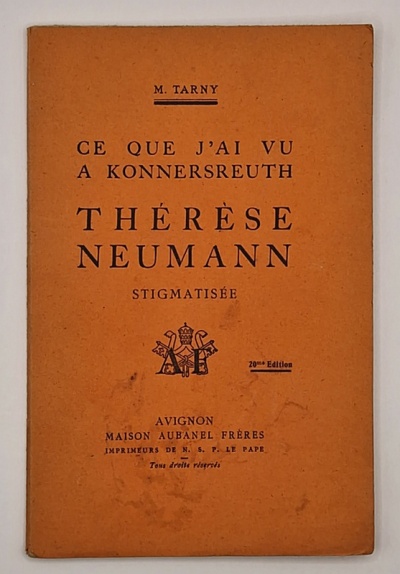 M. TARNY
CE QUE J'AI VU
A KONNERSREUTH
THÉRÈSE
NEUMANN
STIGMATISÉE
A F
20me Edition
AVIGNON
MAISON AUBANEL FRÈRES
IMPRIMEURS DE N. S. P. LE PAPE
Tous droits réservés